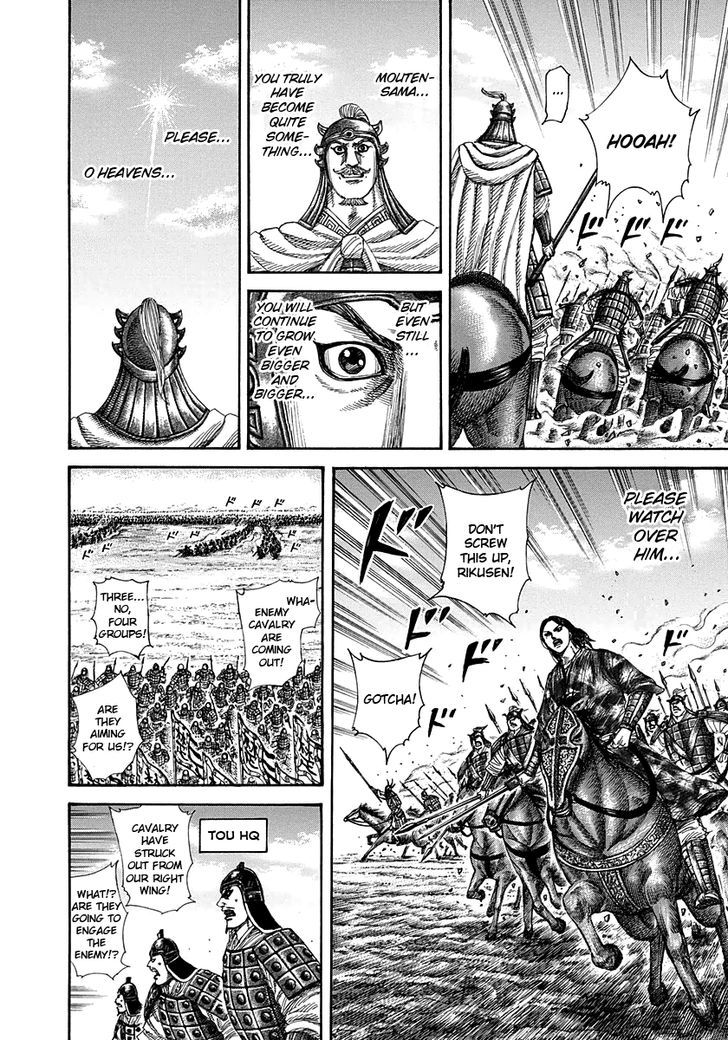 HOOAH!
...
ドドド
MOUTEN-
SAMA...
YOU TRULY
HAVE
BECOME
QUITE
SOME-
THING...
BUT
EVEN
STILL...
YOU WILL
CONTINUE
TO GROW
EVEN
BIGGER
AND
BIGGER...
PLEASE...
O HEAVENS...
PLEASE
WATCH
OVER
HIM...
DON'T
SCREW
THIS UP,
RIKUSEN!
GOTCHA!
ドドドド
ドドドドド
WHA-
ENEMY
CAVALRY
ARE
COMING
OUT!
THREE...
NO,
FOUR
GROUPS!
ARE
THEY
AIMING
FOR US!?
TOU HQ
CAVALRY
HAVE
STRUCK
OUT FROM
OUR RIGHT
WING!
WHAT!?
ARE THEY
GOING TO
ENGAGE
THE
ENEMY!?